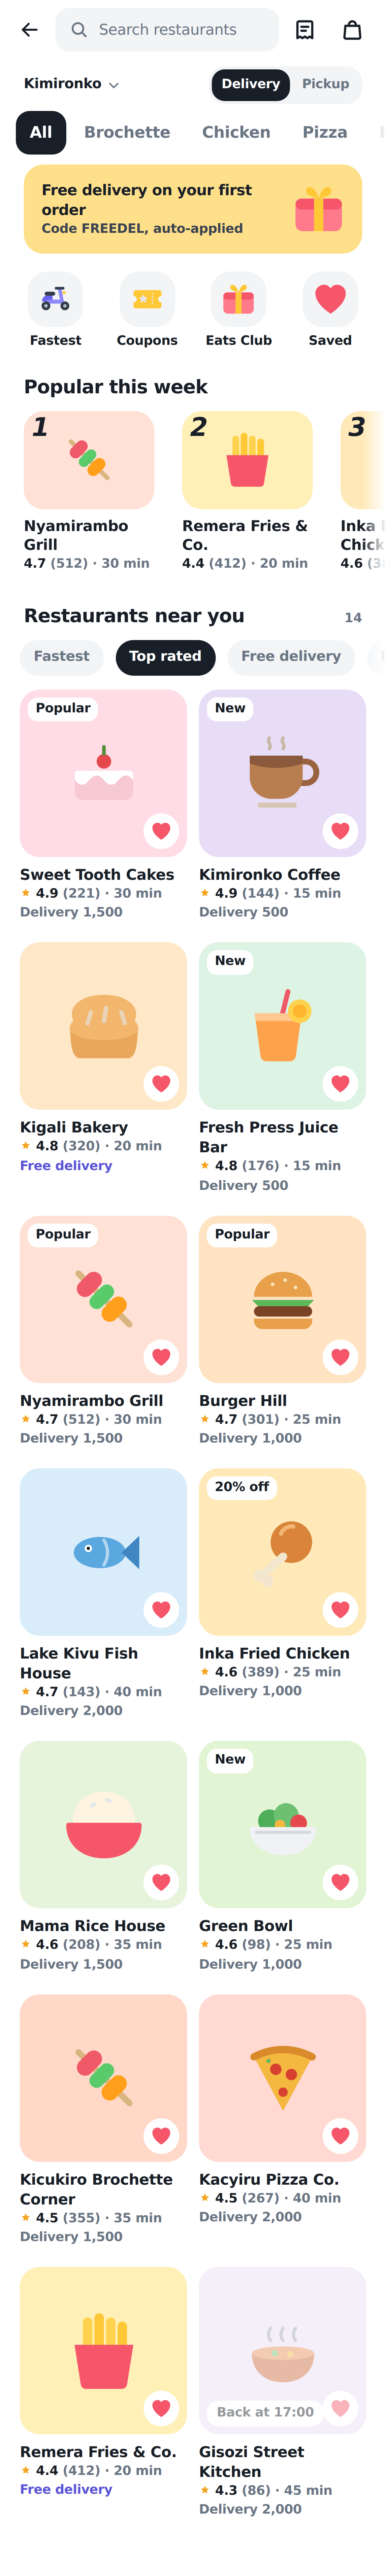 Search restaurants
Kimironko
Delivery
Pickup
All
Brochette
Chicken
Pizza
Free delivery on your first
order
Code FREEDEL, auto-applied
Fastest
Coupons
Eats Club
Saved
Popular this week
1
2
3
Nyamirambo
Grill
4.7 (512) · 30 min
Remera Fries &
Co.
4.4 (412) · 20 min
Inka
Chick
4.6
Restaurants near you
14
Fastest
Top rated
Free delivery
Popular
Sweet Tooth Cakes
4.9 (221) · 30 min
Delivery 1,500
New
Kimironko Coffee
4.9 (144) · 15 min
Delivery 500
Kigali Bakery
4.8 (320) · 20 min
Free delivery
New
Fresh Press Juice
Bar
4.8 (176) · 15 min
Delivery 500
Popular
Nyamirambo Grill
4.7 (512) · 30 min
Delivery 1,500
Popular
Burger Hill
4.7 (301) · 25 min
Delivery 1,000
Lake Kivu Fish
House
4.7 (143) · 40 min
Delivery 2,000
20% off
Inka Fried Chicken
4.6 (389) · 25 min
Delivery 1,000
Mama Rice House
4.6 (208) · 35 min
Delivery 1,500
New
Green Bowl
4.6 (98) · 25 min
Delivery 1,000
Kicukiro Brochette
Corner
4.5 (355) · 35 min
Delivery 1,500
Kacyiru Pizza Co.
4.5 (267) · 40 min
Delivery 2,000
Remera Fries & Co.
4.4 (412) · 20 min
Free delivery
Back at 17:00
Gisozi Street
Kitchen
4.3 (86) · 45 min
Delivery 2,000